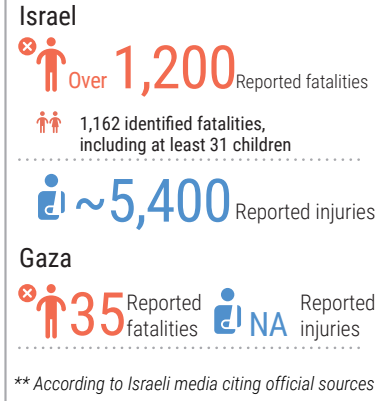 Israel
Over 1,200 Reported fatalities
1,162 identified fatalities,
including at least 31 children
~5,400 Reported injuries
Gaza
35 Reported fatalities NA Reported injuries
** According to Israeli media citing official sources